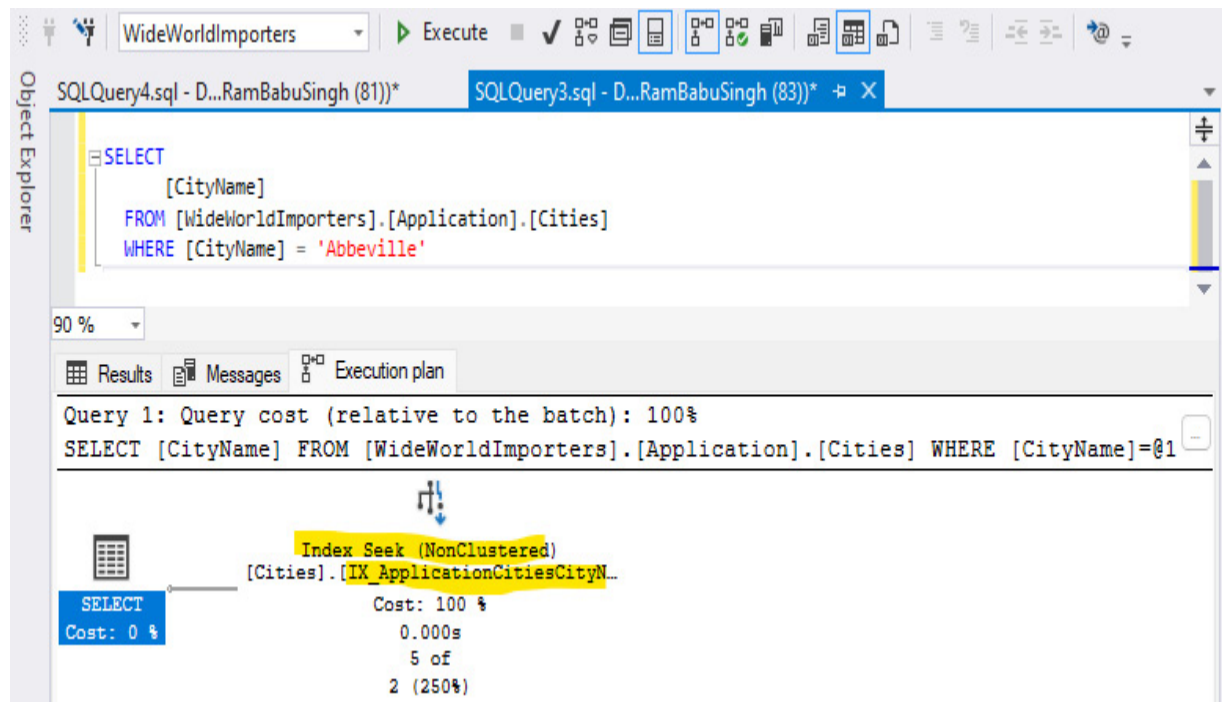 WideWorldImporters
Execute
Object Explorer
SQLQuery4.sql - D...RamBabuSingh (81))*
SQLQuery3.sql - D...RamBabuSingh (83))*
SELECT
[CityName]
FROM [WideWorldImporters].[Application].[Cities]
WHERE [CityName] = 'Abbeville'
90 %
Results
Messages
Execution plan
Query 1: Query cost (relative to the batch): 100%
SELECT [CityName] FROM [WideWorldImporters].[Application].[Cities] WHERE [CityName]=@1
Index Seek (NonClustered)
[Cities].[IX_ApplicationCitiesCityN…
SELECT
Cost: 0 %
Cost: 100 %
0.000s
5 of
2 (250%)